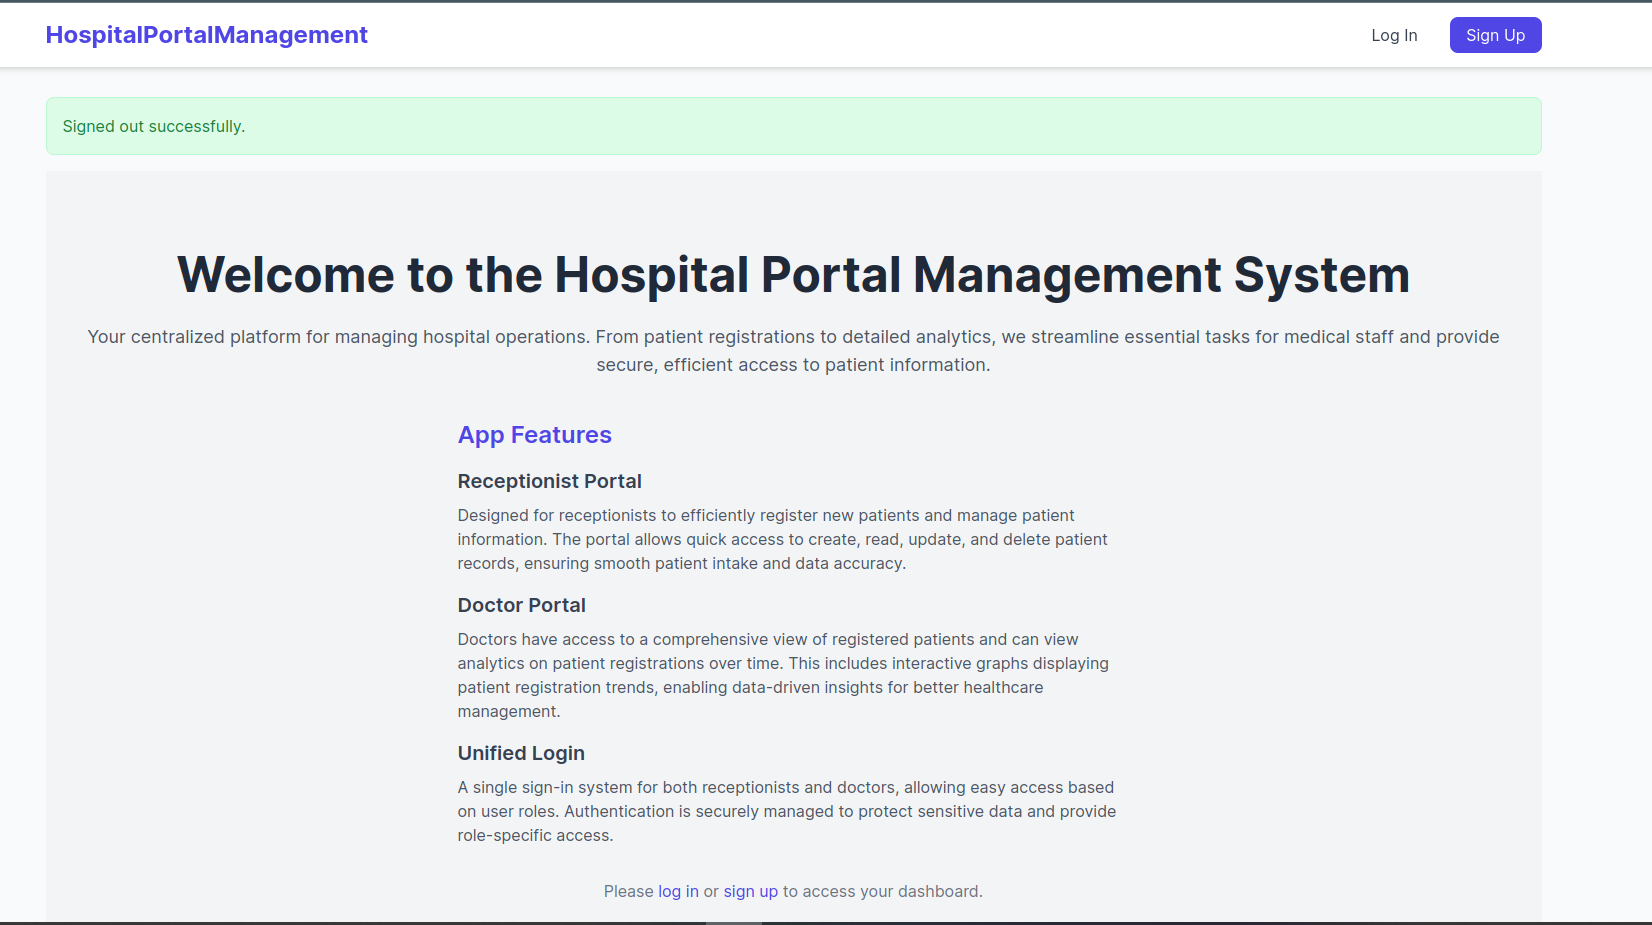 HospitalPortalManagement
Log In
Sign Up
Signed out successfully.
Welcome to the Hospital Portal Management System
Your centralized platform for managing hospital operations. From patient registrations to detailed analytics, we streamline essential tasks for medical staff and provide
secure, efficient access to patient information.
App Features
Receptionist Portal
Designed for receptionists to efficiently register new patients and manage patient
information. The portal allows quick access to create, read, update, and delete patient
records, ensuring smooth patient intake and data accuracy.
Doctor Portal
Doctors have access to a comprehensive view of registered patients and can view
analytics on patient registrations over time. This includes interactive graphs displaying
patient registration trends, enabling data-driven insights for better healthcare
management.
Unified Login
A single sign-in system for both receptionists and doctors, allowing easy access based
on user roles. Authentication is securely managed to protect sensitive data and provide
role-specific access.
Please log in or sign up to access your dashboard.